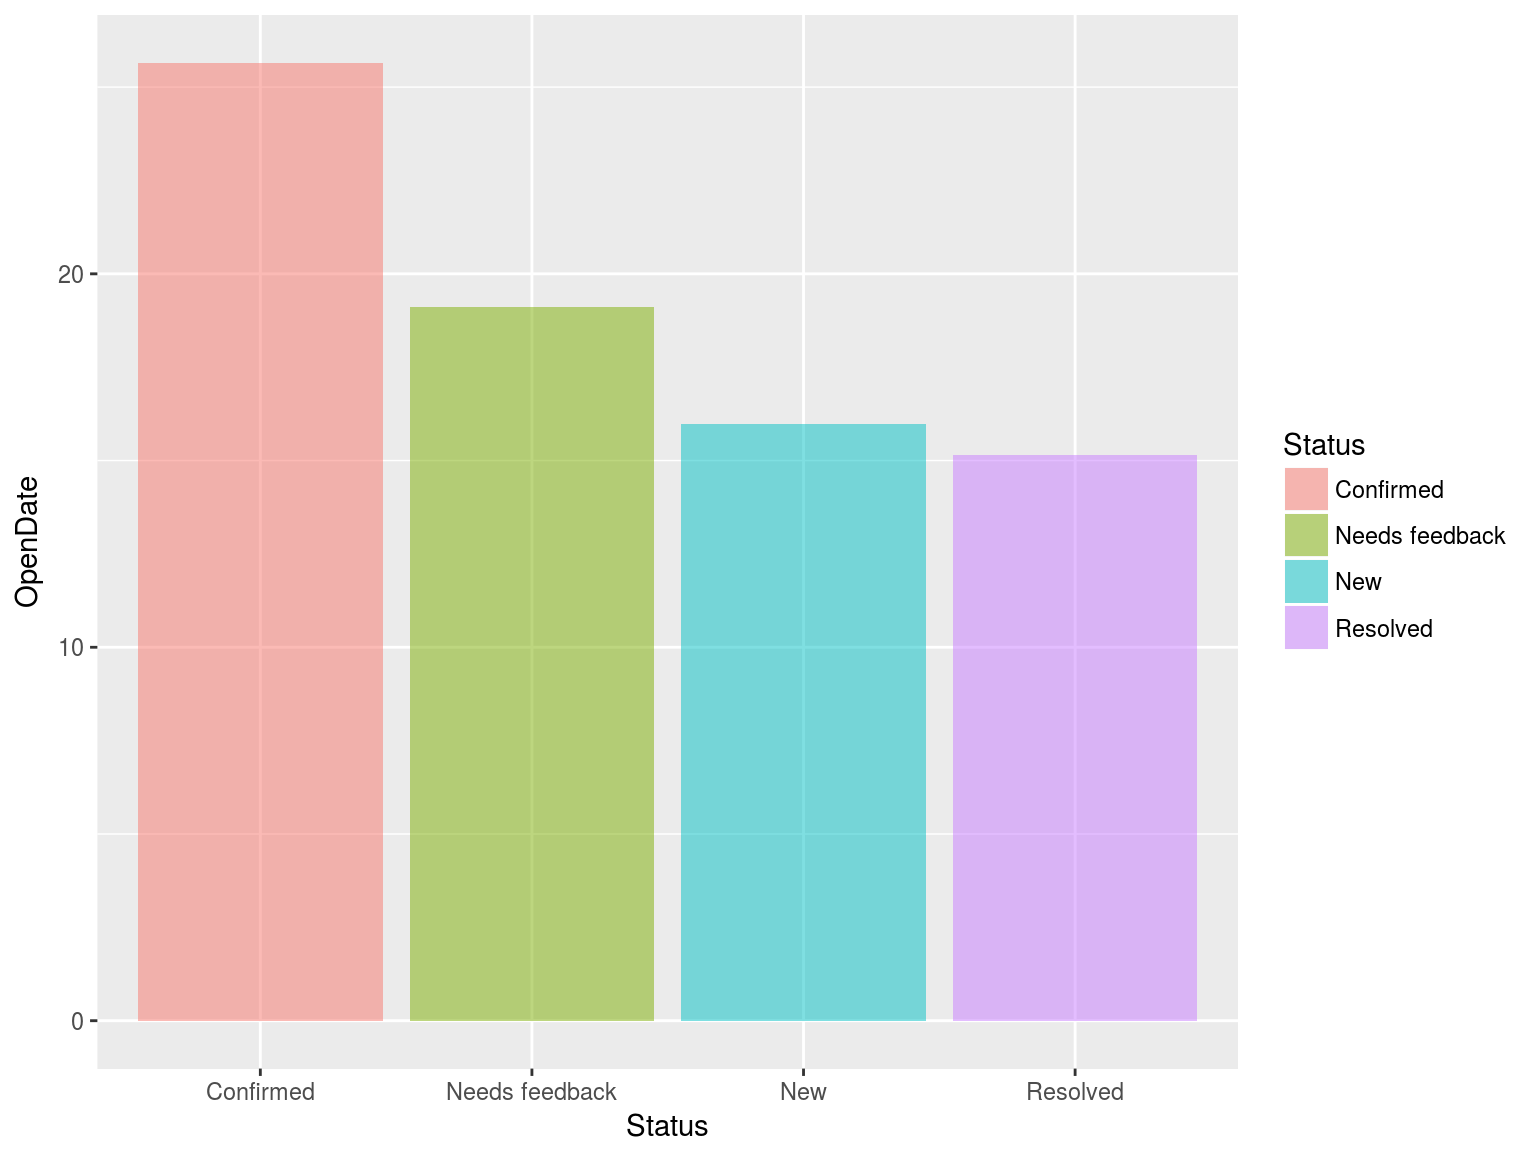 OpenDate
20
10
0
Confirmed
Needs feedback
New
Resolved
Status
Status
Confirmed
Needs feedback
New
Resolved